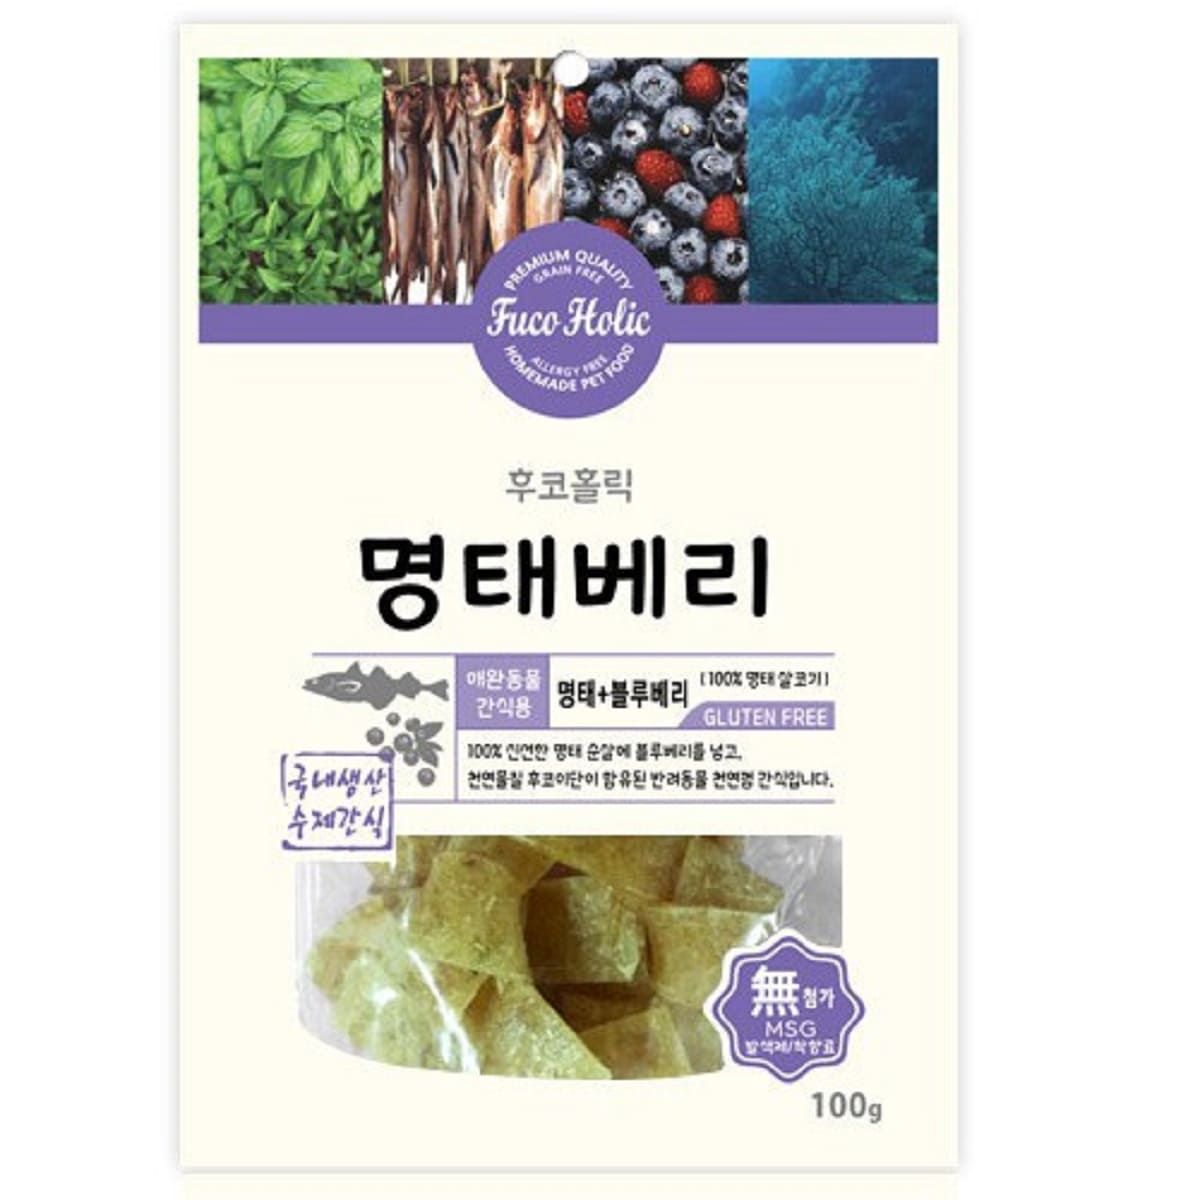 PREMIUM QUALITY
GRAIN FREE
Fuco Holic
ALLERGY FREE
HOMEMADE PET FOOD
후코홀릭
명태베리
애완동물
간식용
명태+블루베리
[100% 명태 살코기]
GLUTEN FREE
100% 신선한 명태 순살에 블루베리를 넣고,
천연물질 후코이단이 함유된 반려동물 천연껌 간식입니다.
국내생산
수제간식
無첨가
MSG
발색제/착향료
100g